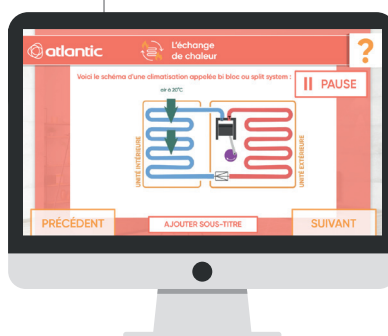 atlantic
L'échange
de chaleur
?
Voici le schéma d'une climatisation appelée bi bloc ou split system :
PAUSE
air à 30°C
UNITÉ INTÉRIEURE
UNITÉ EXTÉRIEURE
PRÉCÉDENT
AJOUTER SOUS-TITRE
SUIVANT